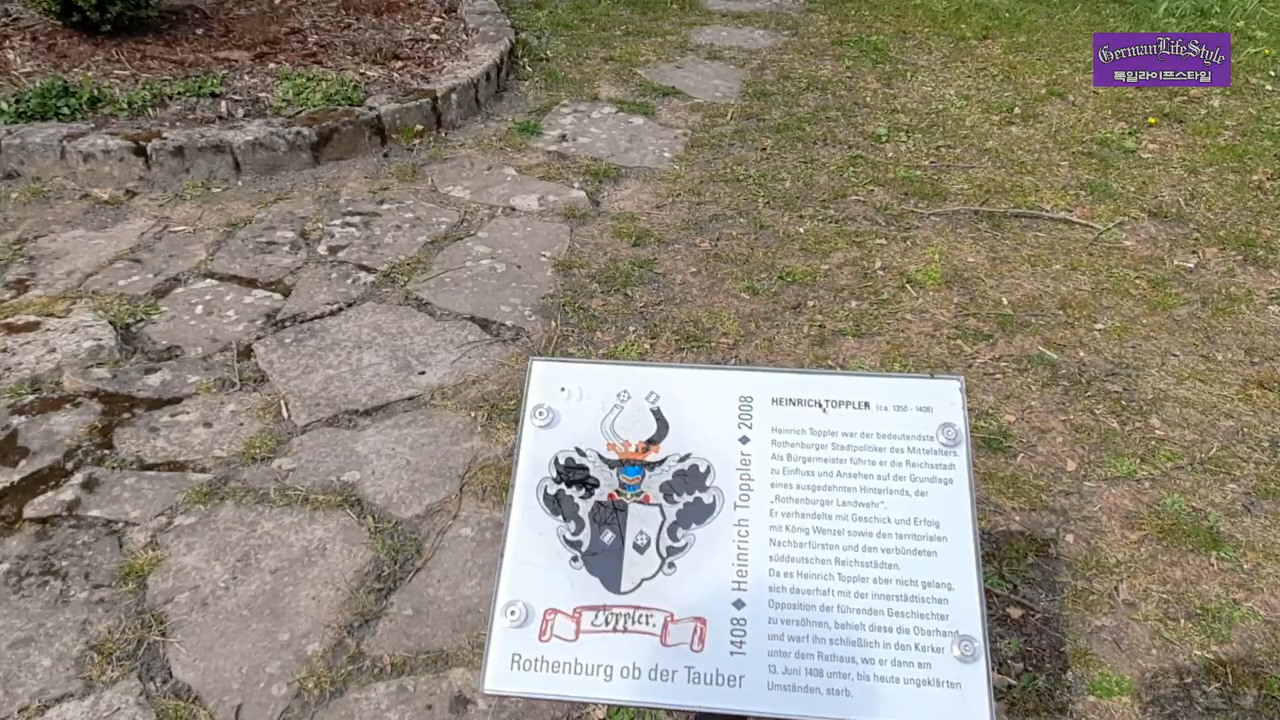 GermanLifeStyle
독일라이프스타일
HEINRICH TOPPLER (ca. 1350 - 1408)
Heinrich Toppler war der bedeutendste
Rothenburger Stadtpolitiker des Mittelalters.
Als Bürgermeister führte er die Reichsstadt
zu Einfluss und Ansehen auf der Grundlage
eines ausgedehnten Hinterlands, der
„Rothenburger Landwehr“.
Er verhandelte mit Geschick und Erfolg
mit König Wenzel sowie den territorialen
Nachbarfürsten und den verbündeten
süddeutschen Reichsstädten.
Da es Heinrich Toppler aber nicht gelang,
sich dauerhaft mit der innerstädtischen
Opposition der führenden Geschlechter
zu versöhnen, behielt diese die Oberhand
und warf ihn schließlich in den Kerker
unter dem Rathaus, wo er dann am
13. Juni 1408 unter, bis heute ungeklärten
Umständen, starb.
1408 ◆ Heinrich Toppler ◆ 2008
Toppler.
Rothenburg ob der Tauber